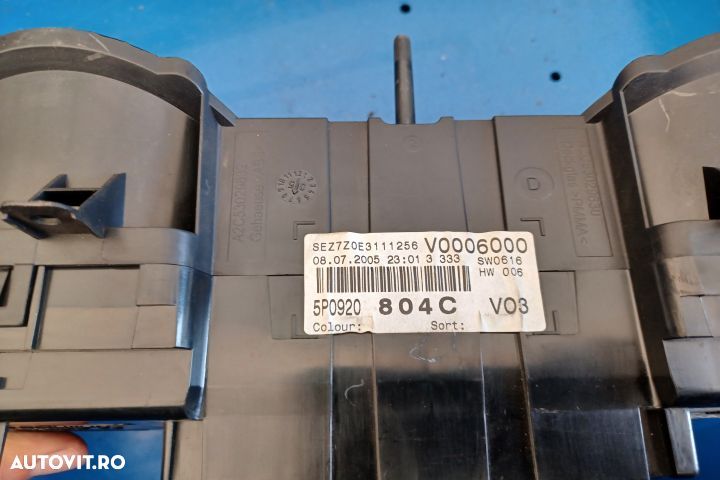 SEZ7Z0E3111256 V0006000
08.07.2005 23:01 3 333 SW0616
HW 006
5P0920 804C V03
Colour: Sort:
D
AUTOVIT.RO